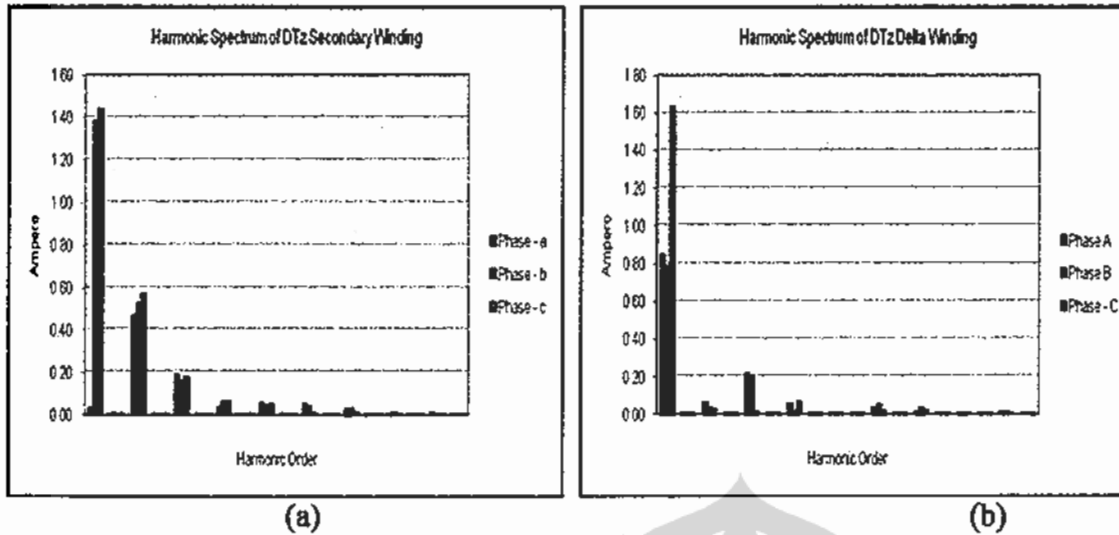 Harmonic Spectrum of DTz Secondary Winding
1.60
1.40
1.20
1.00
0.80
0.60
0.40
0.20
0.00
Ampere
Phase - a
Phase - b
Phase - c
Harmonic Order
(a)
Harmonic Spectrum of DTz Delta Winding
1.80
1.60
1.40
1.20
1.00
0.80
0.60
0.40
0.20
0.00
Ampere
Phase A
Phase B
Phase - C
Harmonic Order
(b)